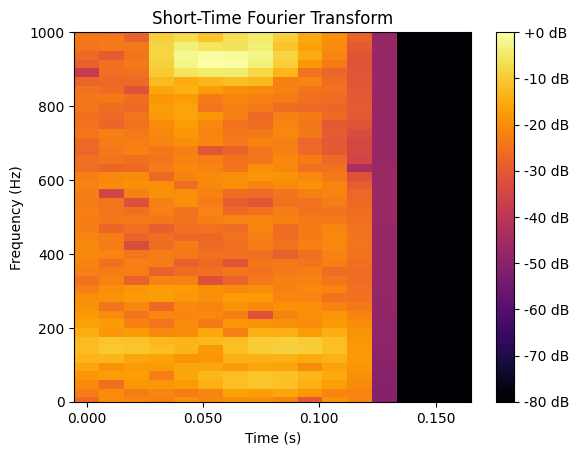 Short-Time Fourier Transform
Frequency (Hz)
1000
800
600
400
200
0
0.000
0.050
0.100
0.150
Time (s)
+0 dB
-10 dB
-20 dB
-30 dB
-40 dB
-50 dB
-60 dB
-70 dB
-80 dB